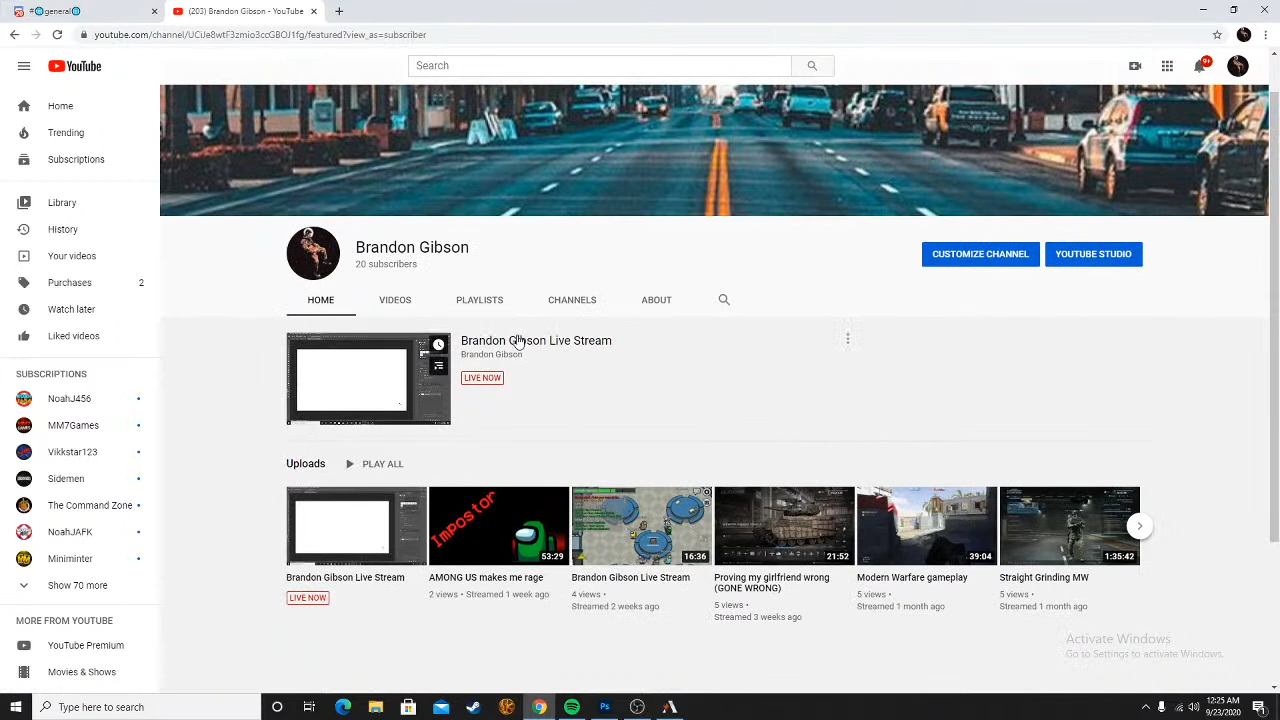 #general
(203) Brandon Gibson - YouTube
youtube.com/channel/UCiJe8wtF3zmio3ccGBOJ1fg/featured?view_as=subscriber
YouTube
Search
9+
Home
Trending
Subscriptions
Library
History
Your videos
Purchases 2
Watch later
Liked videos
SUBSCRIPTIONS
NoahJ456
MM7Games
Vikkstar123
Sidemen
The Command Zone
NoahJAFK
Miniminter
Show 70 more
MORE FROM YOUTUBE
YouTube Premium
Movies & Shows
Brandon Gibson
20 subscribers
CUSTOMIZE CHANNEL
YOUTUBE STUDIO
HOME
VIDEOS
PLAYLISTS
CHANNELS
ABOUT
Brandon Gibson Live Stream
Brandon Gibson
LIVE NOW
Uploads
PLAY ALL
Impostor
53:29
16:36
21:52
39:04
1:35:42
Brandon Gibson Live Stream
LIVE NOW
AMONG US makes me rage
2 views • Streamed 1 week ago
Brandon Gibson Live Stream
4 views •
Streamed 2 weeks ago
Proving my girlfriend wrong
(GONE WRONG)
5 views •
Streamed 3 weeks ago
Modern Warfare gameplay
5 views •
Streamed 1 month ago
Straight Grinding MW
5 views •
Streamed 1 month ago
Activate Windows
Go to Settings to activate Windows.
Type here to search
Ps
12:25 AM
9/23/2020